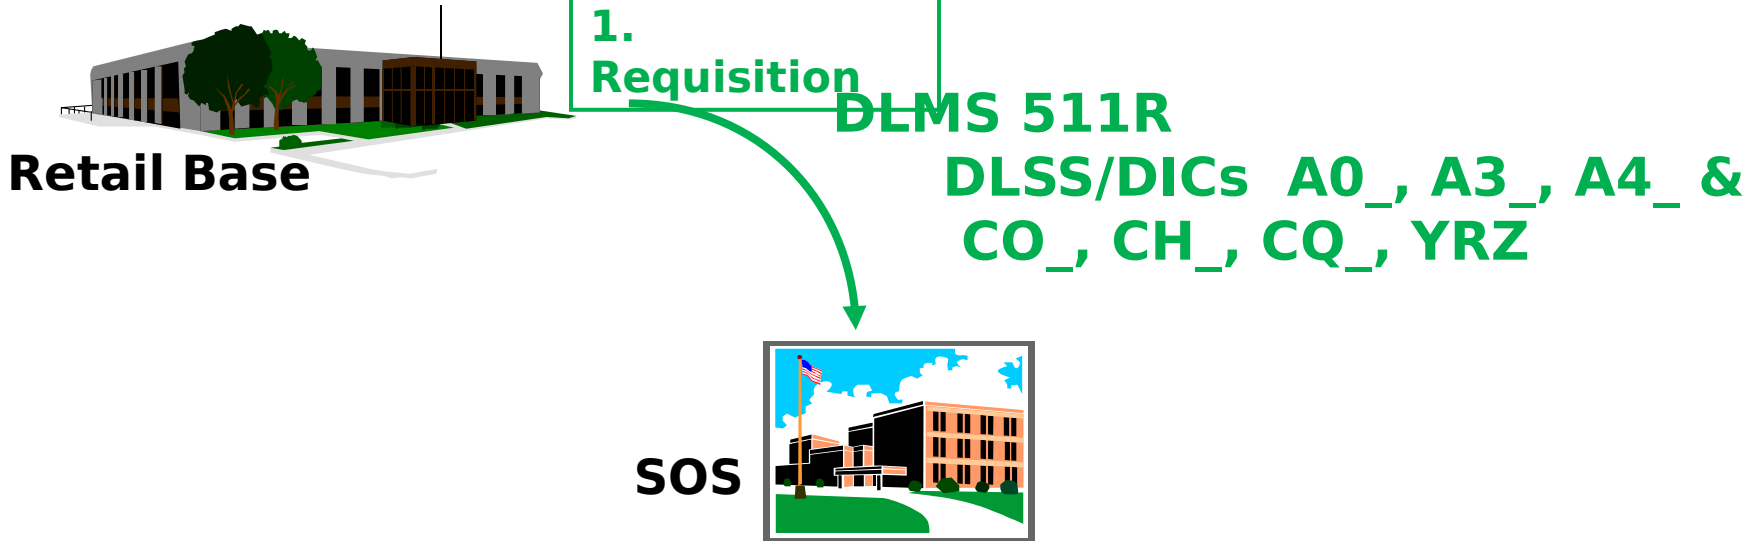 1.
Requisition
DLMS 511R
DLSS/DICs A0_, A3_, A4_ &
CO_, CH_, CQ_, YRZ
Retail Base
SOS